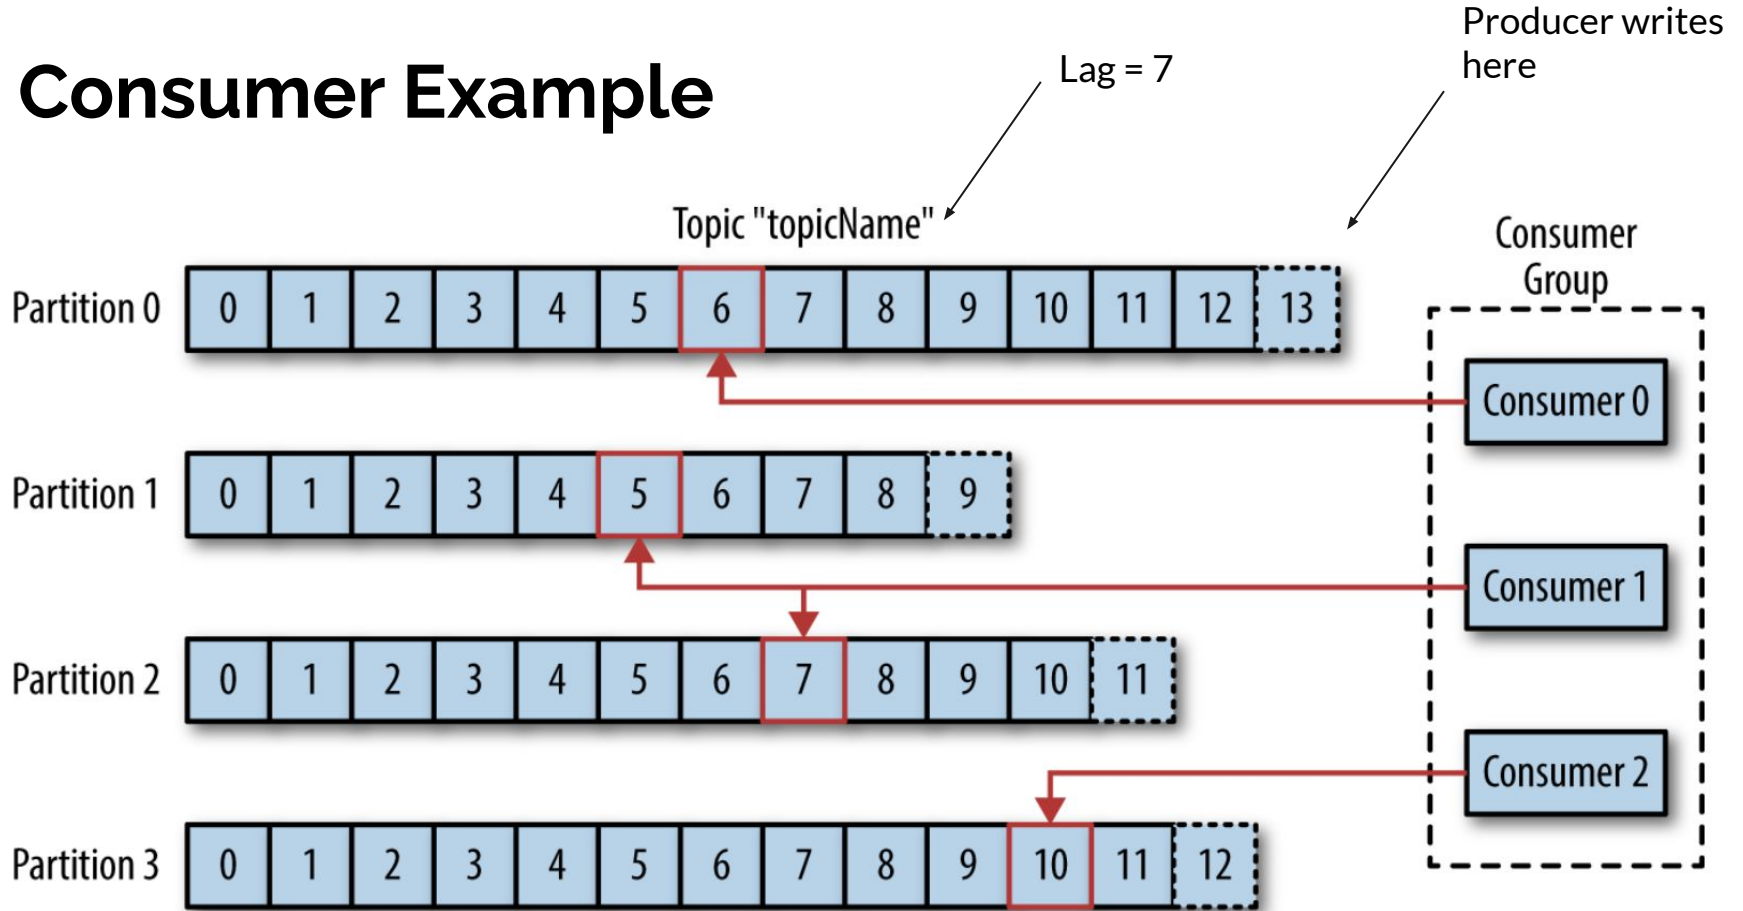 Producer writes
here
Lag = 7
Consumer Example
Topic "topicName"
Consumer
Group
Partition 0 0 1 2 3 4 5 6 7 8 9 10 11 12 13
Consumer 0
Partition 1 0 1 2 3 4 5 6 7 8 9
Consumer 1
Partition 2 0 1 2 3 4 5 6 7 8 9 10 11
Consumer 2
Partition 3 0 1 2 3 4 5 6 7 8 9 10 11 12